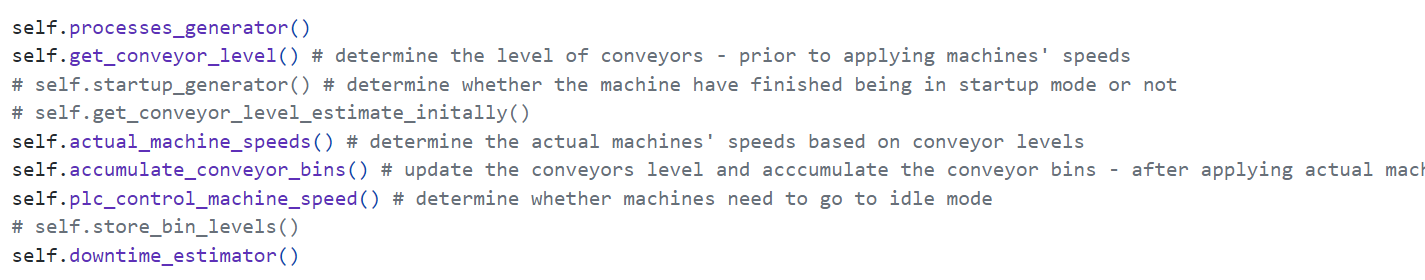 self.processes_generator()
self.get_conveyor_level() # determine the level of conveyors - prior to applying machines' speeds
# self.startup_generator() # determine whether the machine have finished being in startup mode or not
# self.get_conveyor_level_estimate_initally()
self.actual_machine_speeds() # determine the actual machines' speeds based on conveyor levels
self.accumulate_conveyor_bins() # update the conveyors level and acccumulate the conveyor bins - after applying actual
self.plc_control_machine_speed() # determine whether machines need to go to idle mode
# self.store_bin_levels()
self.downtime_estimator()